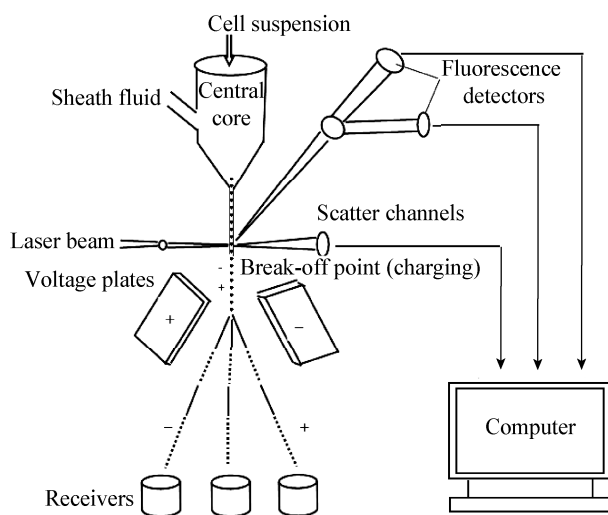 Cell suspension
Sheath fluid
Central
core
Fluorescence
detectors
Scatter channels
Laser beam
Break-off point (charging)
Voltage plates
-
+
+
−
−
+
Computer
Receivers